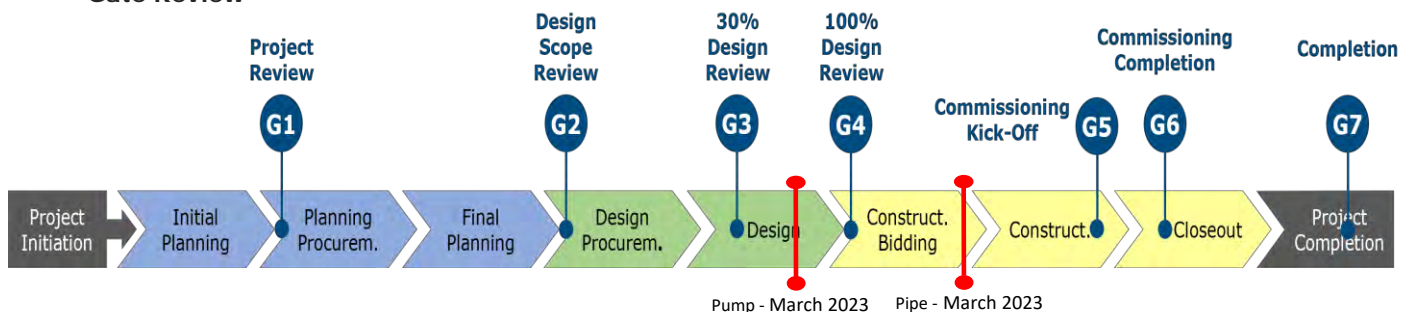 Gate Review
Project
Review
Design
Scope
Review
30%
Design
Review
100%
Design
Review
Commissioning
Kick-Off
Commissioning
Completion
Completion
G1
G2
G3
G4
G5
G6
G7
Project
Initiation
Initial
Planning
Planning
Procurem.
Final
Planning
Design
Procurem.
Design
Construct.
Bidding
Construct.
Closeout
Project
Completion
Pump - March 2023
Pipe - March 2023